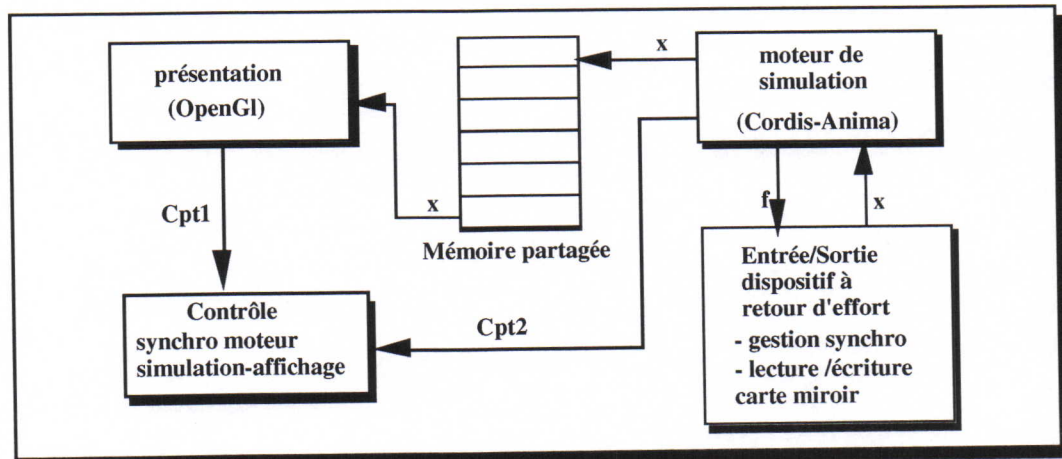 présentation
(OpenGl)
x
moteur de
simulation
(Cordis-Anima)
Cpt1
x
Mémoire partagée
f
x
Contrôle
synchro moteur
simulation-affichage
Cpt2
Entrée/Sortie
dispositif à
retour d'effort
- gestion synchro
- lecture /écriture
carte miroir